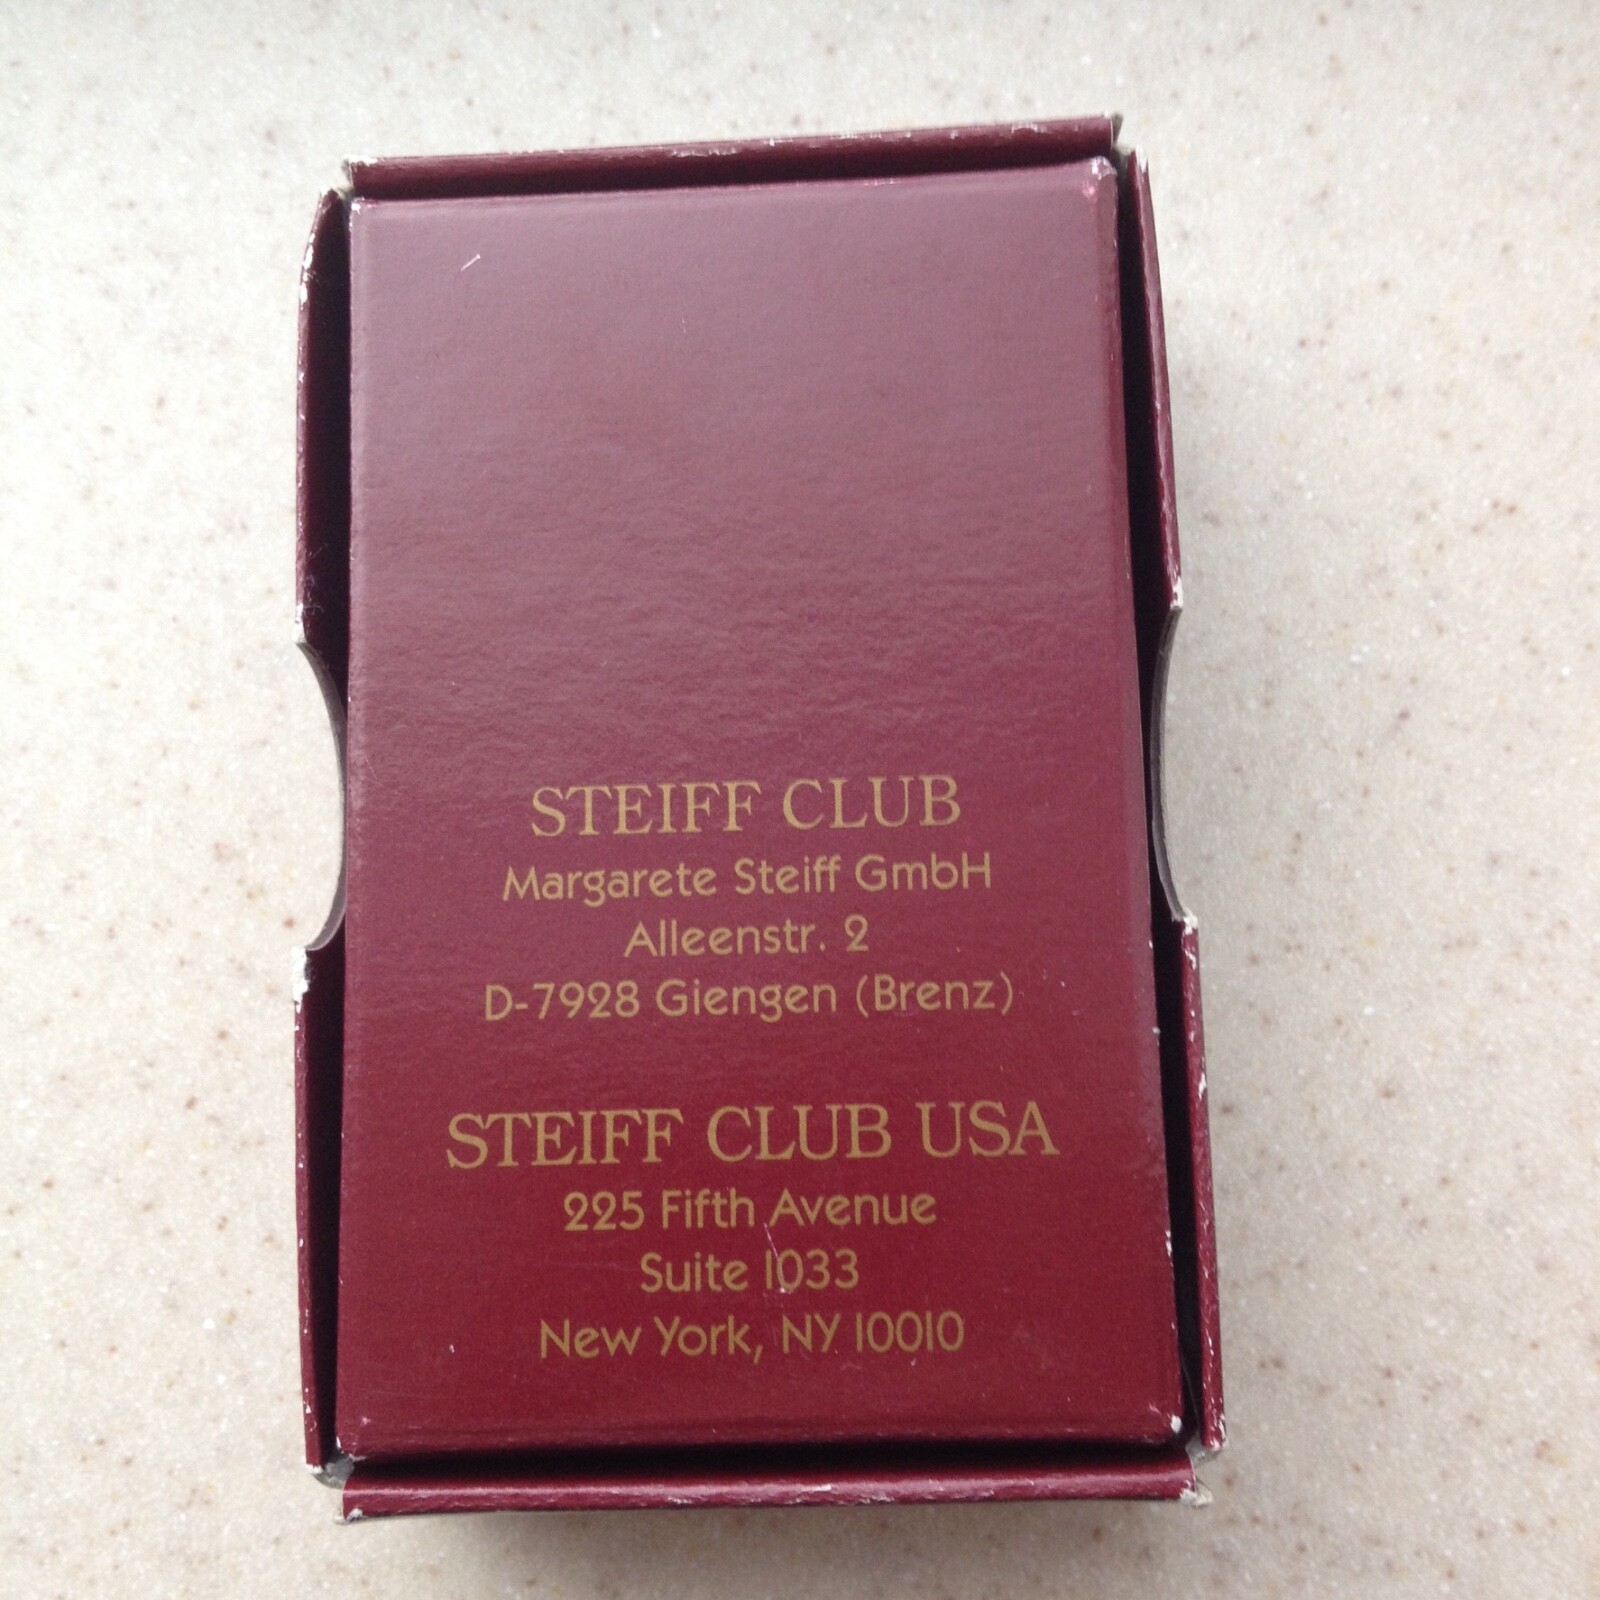 STEIFF CLUB
Margarete Steiff GmbH
Alleenstr. 2
D-7928 Giengen (Brenz)
STEIFF CLUB USA
225 Fifth Avenue
Suite 1033
New York, NY 10010